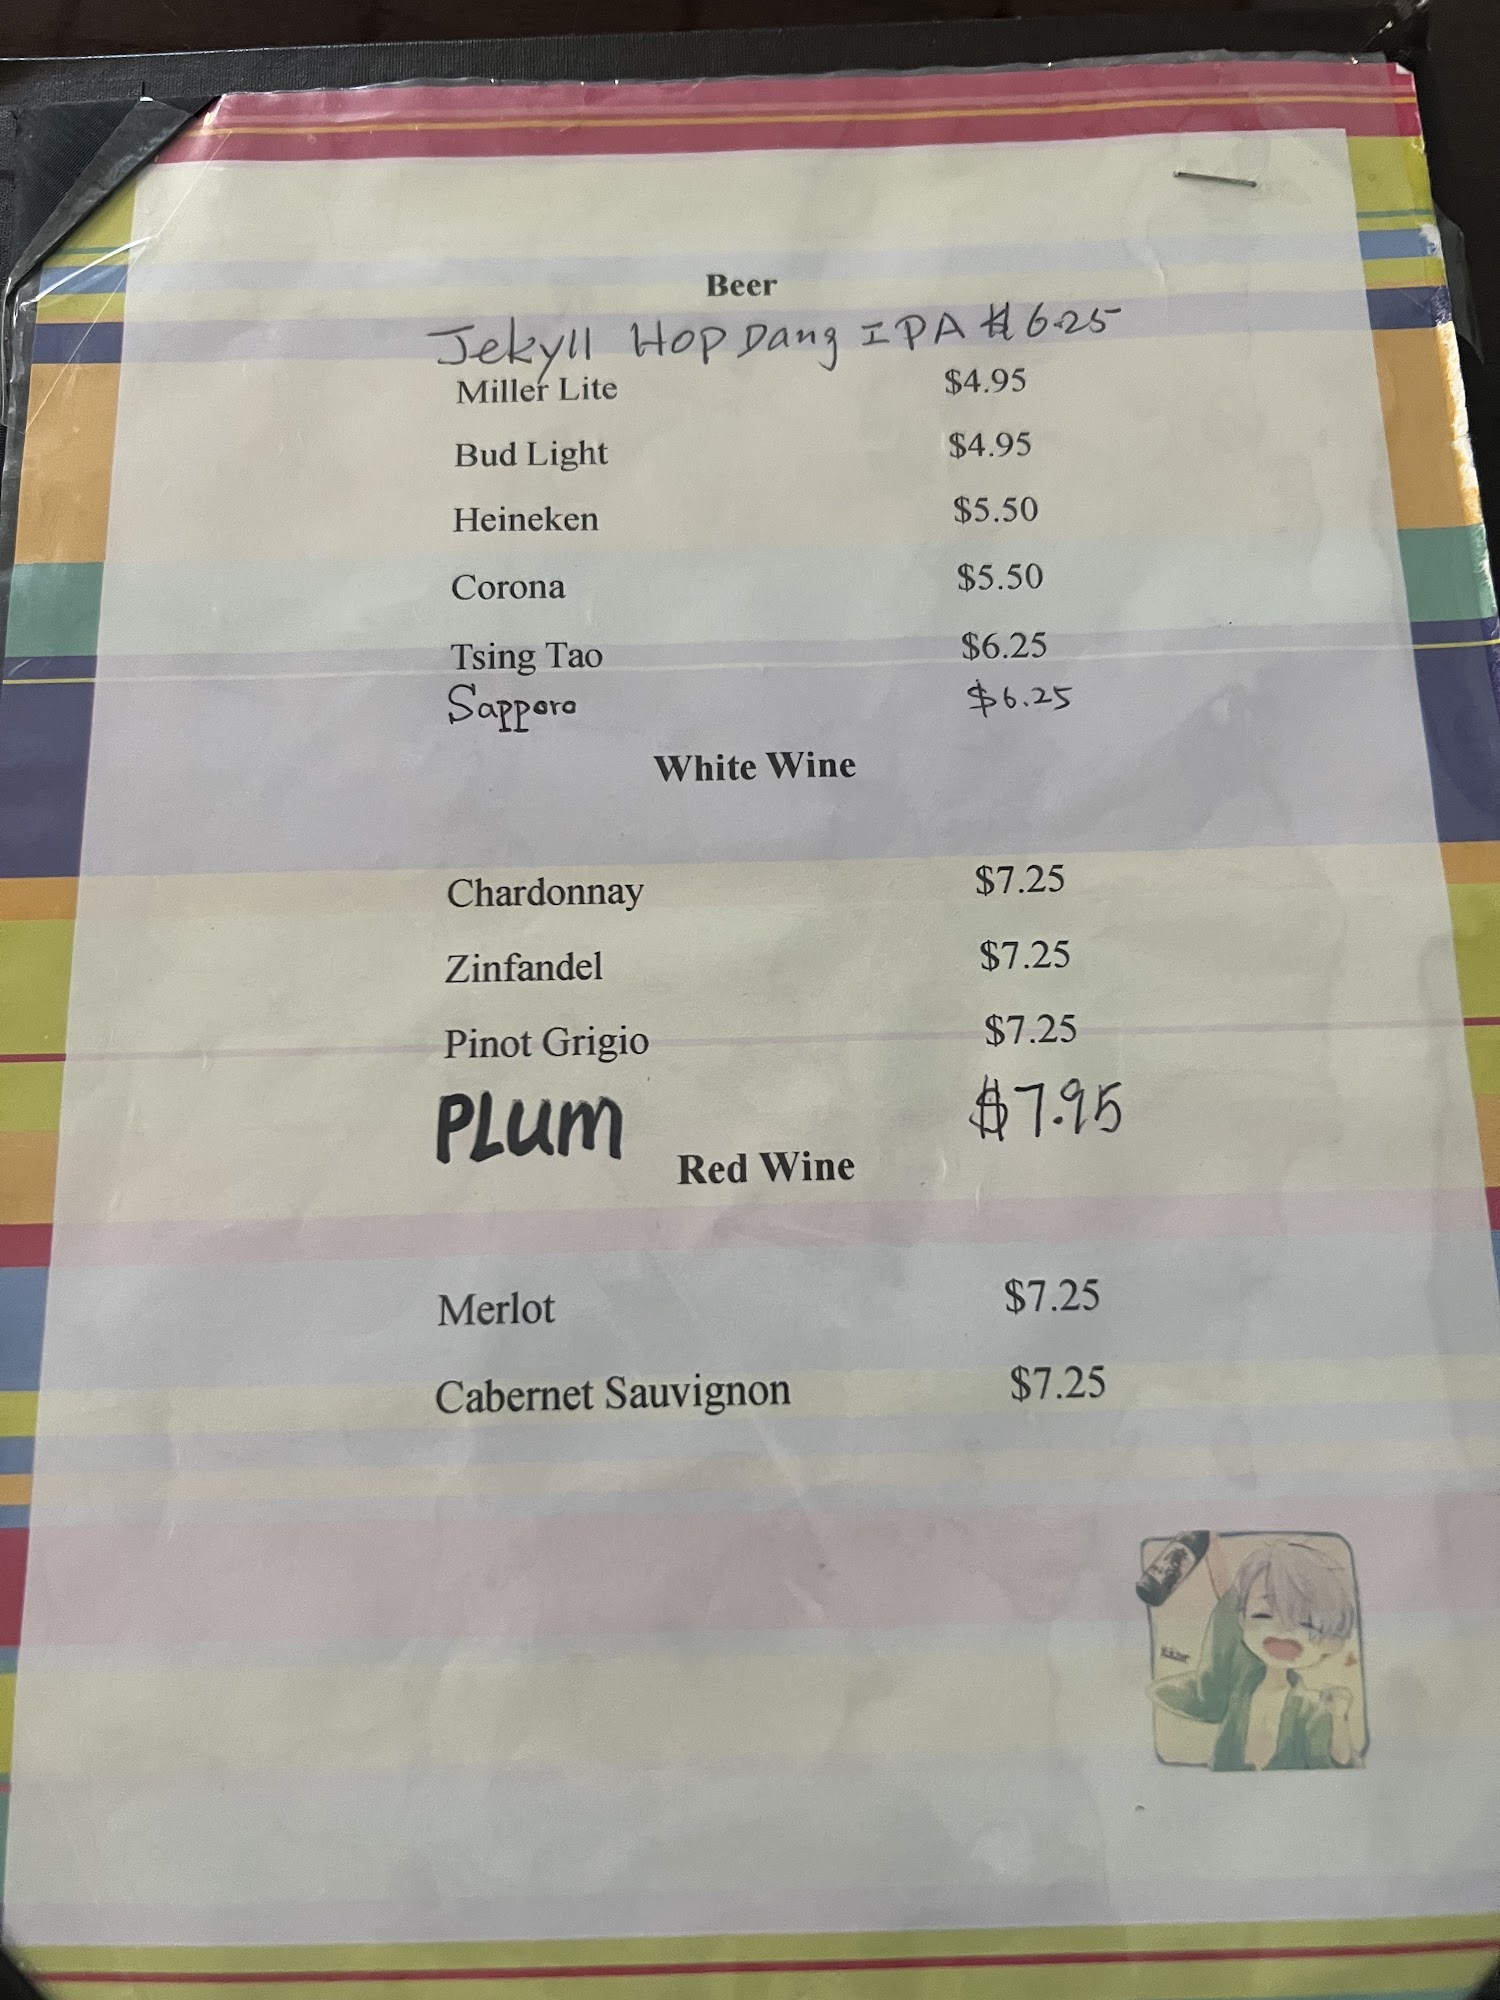 Beer
Jekyll Hop Dang IPA $6.25
Miller Lite $4.95
Bud Light $4.95
Heineken $5.50
Corona $5.50
Tsing Tao $6.25
Sapporo $6.25
White Wine
Chardonnay $7.25
Zinfandel $7.25
Pinot Grigio $7.25
PLUM $7.95
Red Wine
Merlot $7.25
Cabernet Sauvignon $7.25